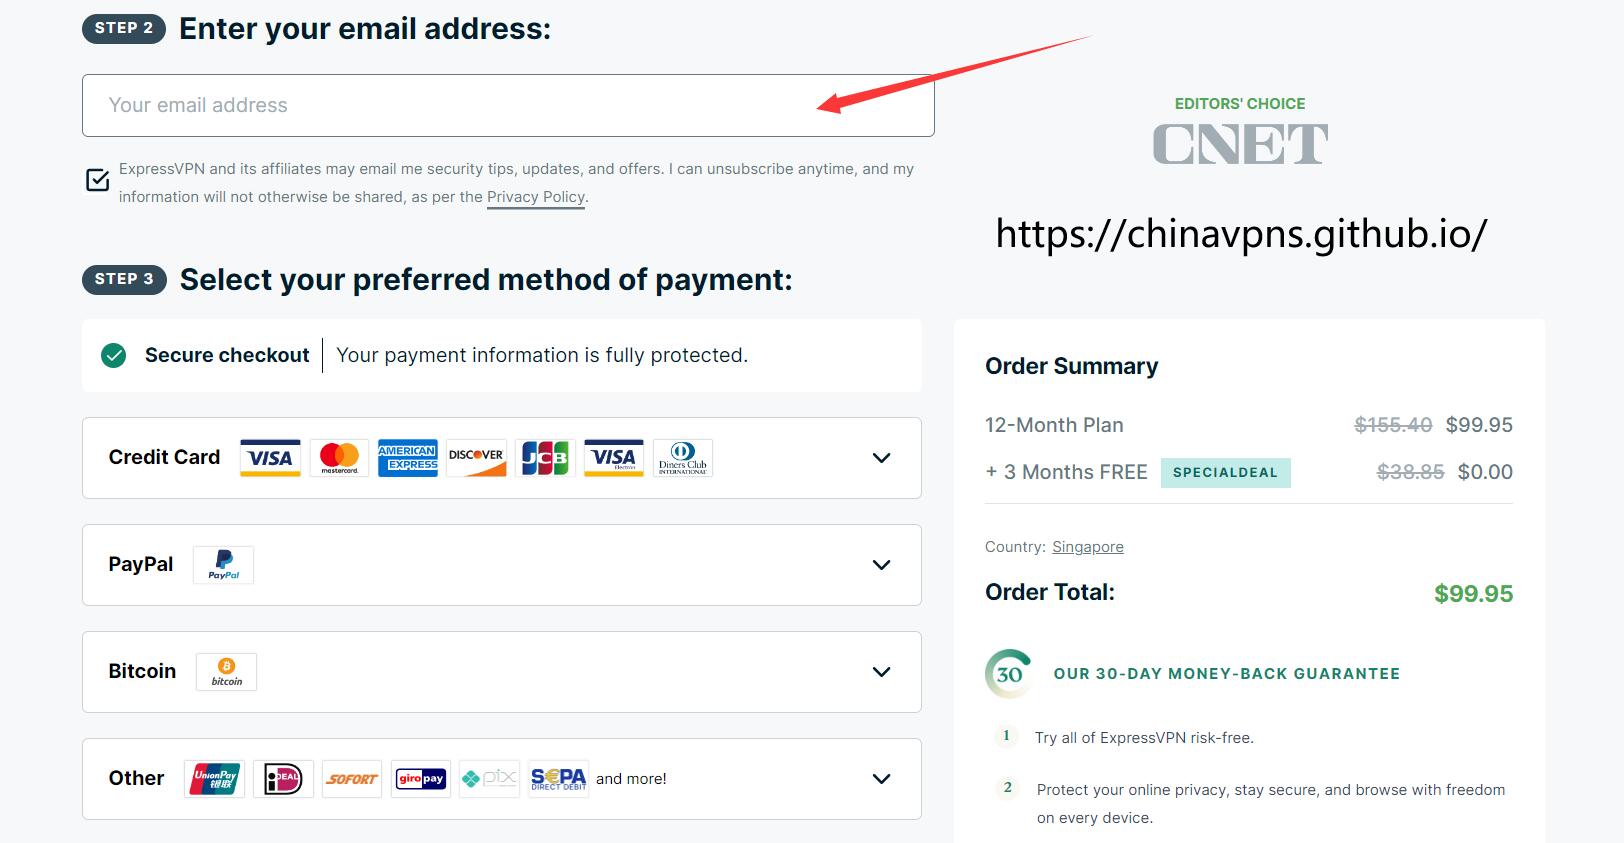 STEP 2 Enter your email address:
Your email address
ExpressVPN and its affiliates may email me security tips, updates, and offers. I can unsubscribe anytime, and my
information will not otherwise be shared, as per the Privacy Policy.
EDITORS' CHOICE
CNET
https://chinavpns.github.io/
STEP 3 Select your preferred method of payment:
Secure checkout Your payment information is fully protected.
Credit Card VISA mastercard. AMERICAN EXPRESS DISCOVER JCB VISA Electron Diners Club INTERNATIONAL
PayPal PayPal
Bitcoin bitcoin
Other UnionPay 银联 iDEAL SOFORT giropay pix SEPA DIRECT DEBIT and more!
Order Summary
12-Month Plan $155.40 $99.95
+ 3 Months FREE SPECIALDEAL $38.85 $0.00
Country: Singapore
Order Total: $99.95
30 OUR 30-DAY MONEY-BACK GUARANTEE
1 Try all of ExpressVPN risk-free.
2 Protect your online privacy, stay secure, and browse with freedom
on every device.